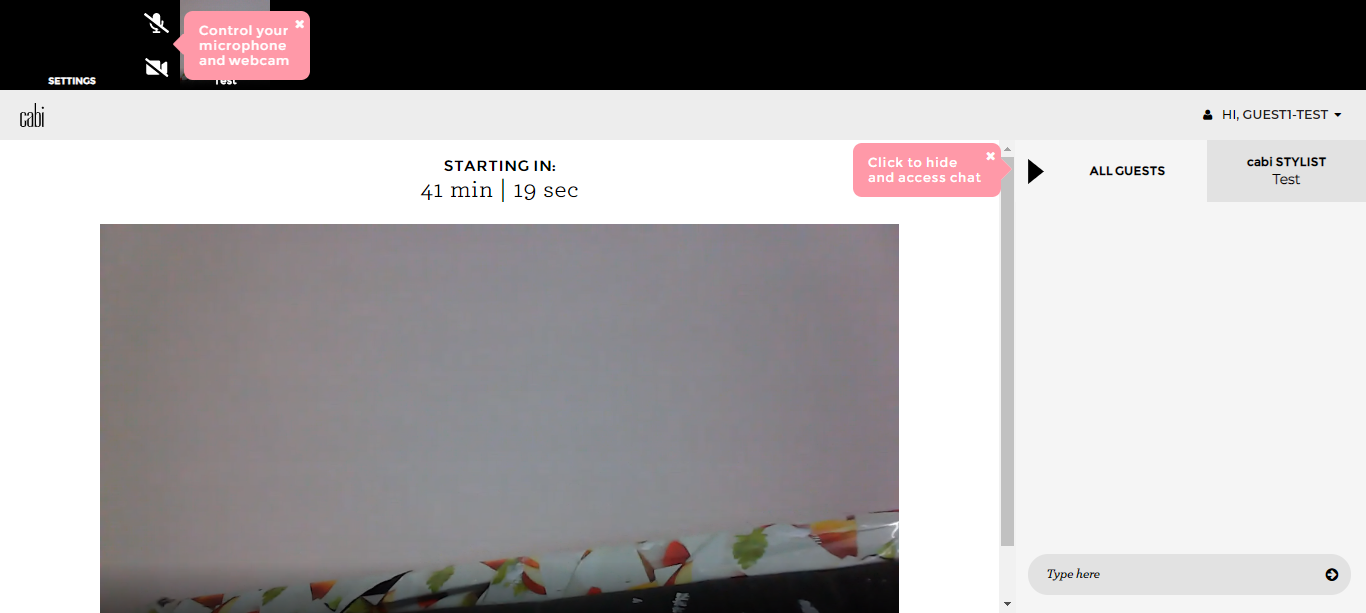 Control your
microphone
and webcam
SETTINGS
Test
cabi
HI, GUEST1-TEST
STARTING IN:
41 min | 19 sec
Click to hide
and access chat
ALL GUESTS
cabi STYLIST
Test
Type here